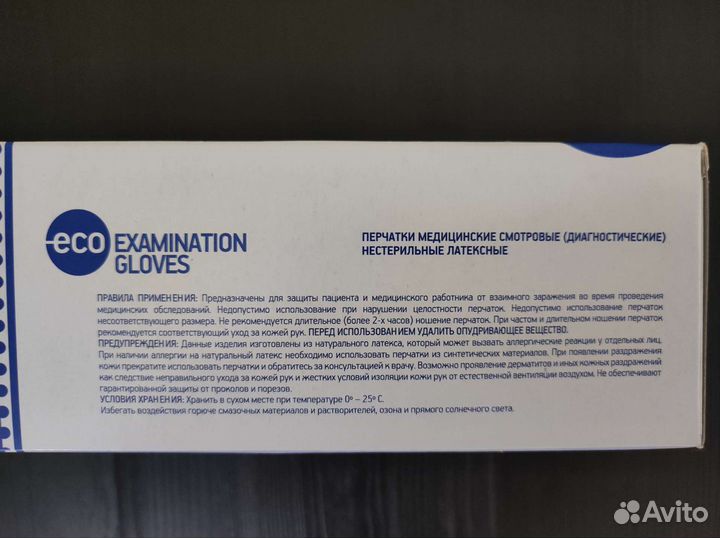 eco EXAMINATION
GLOVES
ПЕРЧАТКИ МЕДИЦИНСКИЕ СМОТРОВЫЕ (ДИАГНОСТИЧЕСКИЕ)
НЕСТЕРИЛЬНЫЕ ЛАТЕКСНЫЕ
ПРАВИЛА ПРИМЕНЕНИЯ: Предназначены для защиты пациента и медицинского работника от взаимного заражения во время проведения
медицинских обследований. Недопустимо использование при нарушении целостности перчаток. Недопустимо использование перчаток
несоответствующего размера. Не рекомендуется длительное (более 2-х часов) ношение перчаток. При частом и длительном ношении перчаток
рекомендуется соответствующий уход за кожей рук. ПЕРЕД ИСПОЛЬЗОВАНИЕМ УДАЛИТЬ ОПУДРИВАЮЩЕЕ ВЕЩЕСТВО.
ПРЕДУПРЕЖДЕНИЯ: Данные изделия изготовлены из натурального латекса, который может вызвать аллергические реакции у отдельных лиц.
При наличии аллергии на натуральный латекс необходимо использовать перчатки из синтетических материалов. При появлении раздражения
кожи прекратите использовать перчатки и обратитесь за консультацией к врачу. Возможно проявление дерматитов и иных кожных раздражений
как следствие неправильного ухода за кожей рук и жестких условий изоляции кожи рук от естественной вентиляции воздухом. Не обеспечивают
гарантированной защиты от проколов и порезов.
УСЛОВИЯ ХРАНЕНИЯ: Хранить в сухом месте при температуре 0° – 25° С.
Избегать воздействия горюче смазочных материалов и растворителей, озона и прямого солнечного света.
Avito